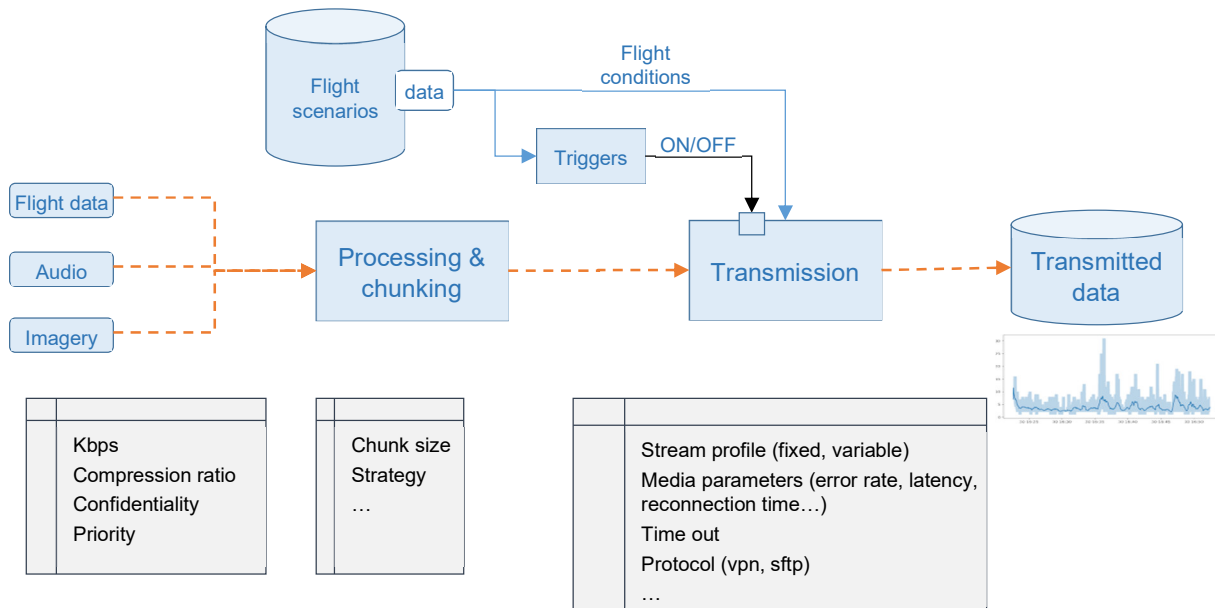 Flight
scenarios
data
Flight
conditions
Triggers
ON/OFF
Flight data
Audio
Imagery
Processing &
chunking
Transmission
Transmitted
data
Kbps
Compression ratio
Confidentiality
Priority
Chunk size
Strategy
…
Stream profile (fixed, variable)
Media parameters (error rate, latency,
reconnection time…)
Time out
Protocol (vpn, sftp)
…